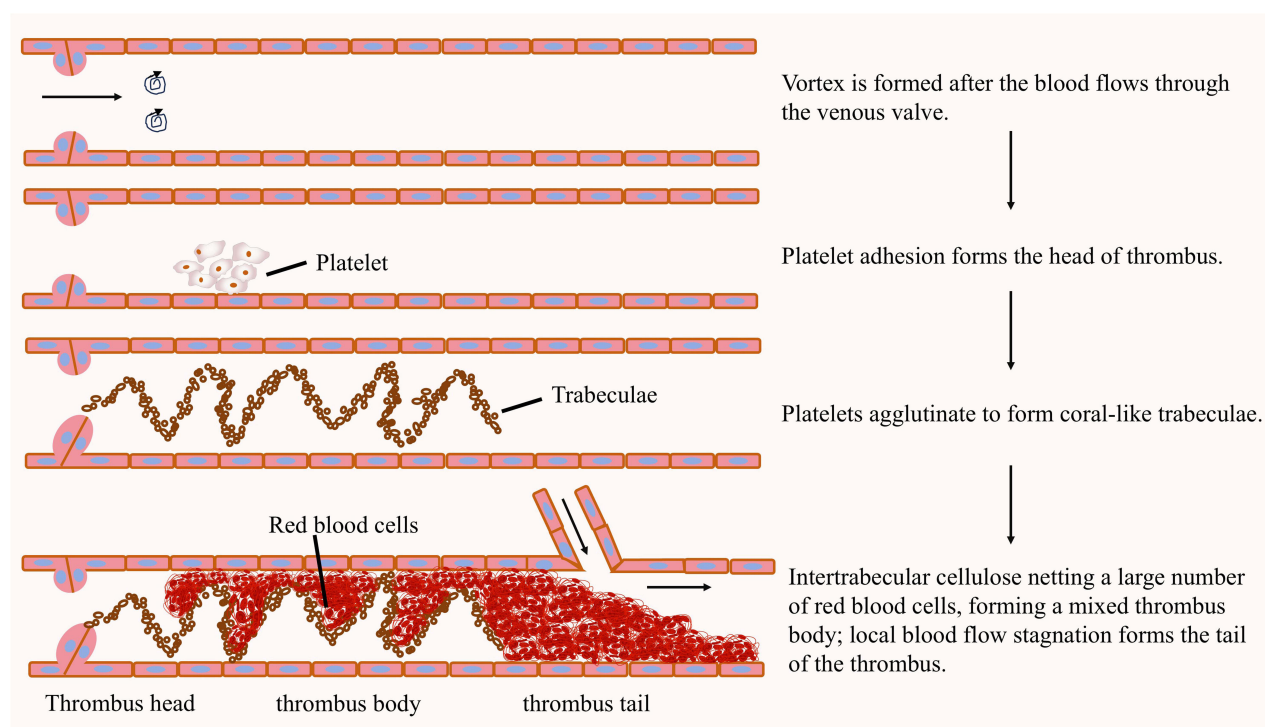 Vortex is formed after the blood flows through
the venous valve.
Platelet
Platelet adhesion forms the head of thrombus.
Trabeculae
Platelets agglutinate to form coral-like trabeculae.
Red blood cells
Intertrabecular cellulose netting a large number
of red blood cells, forming a mixed thrombus
body; local blood flow stagnation forms the tail
of the thrombus.
Thrombus head
thrombus body
thrombus tail